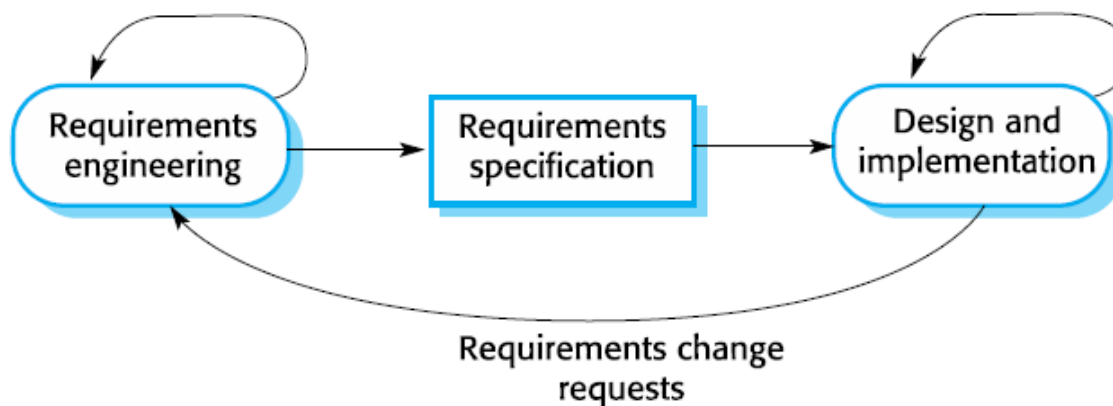 Requirements
engineering
Requirements
specification
Design and
implementation
Requirements change
requests